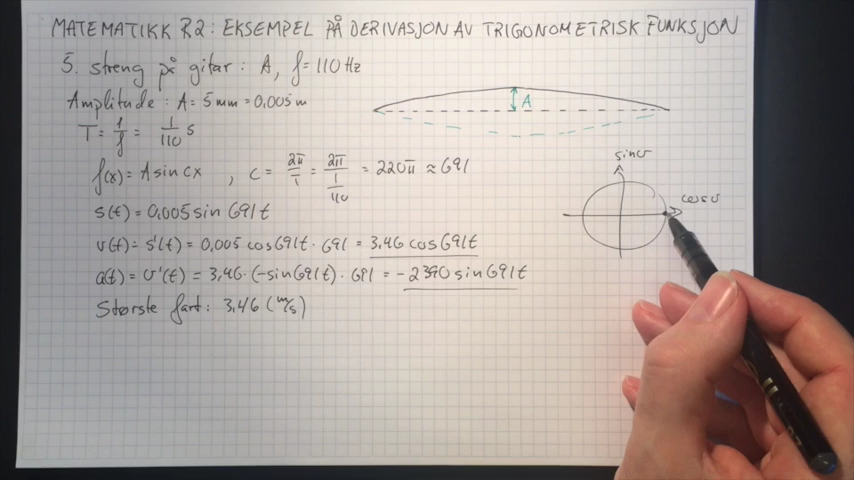 MATEMATIKK R2: EKSEMPEL PÅ DERIVASJON AV TRIGONOMETRISK FUNKSJON
5. streng på gitar: A, f=110 Hz
Amplitude: A = 5 mm = 0,005 m
A
T = 1/f = 1/110 s
f(x) = A sin cx, c = 2π/T = 2π/(1/110) = 220π ≈ 691
sin v
cos v
s(t) = 0,005 sin 691t
v(t) = s'(t) = 0,005 cos 691t · 691 = 3,46 cos 691t
a(t) = v'(t) = 3,46 · (-sin 691t) · 691 = -2390 sin 691t
Største fart: 3,46 (m/s)